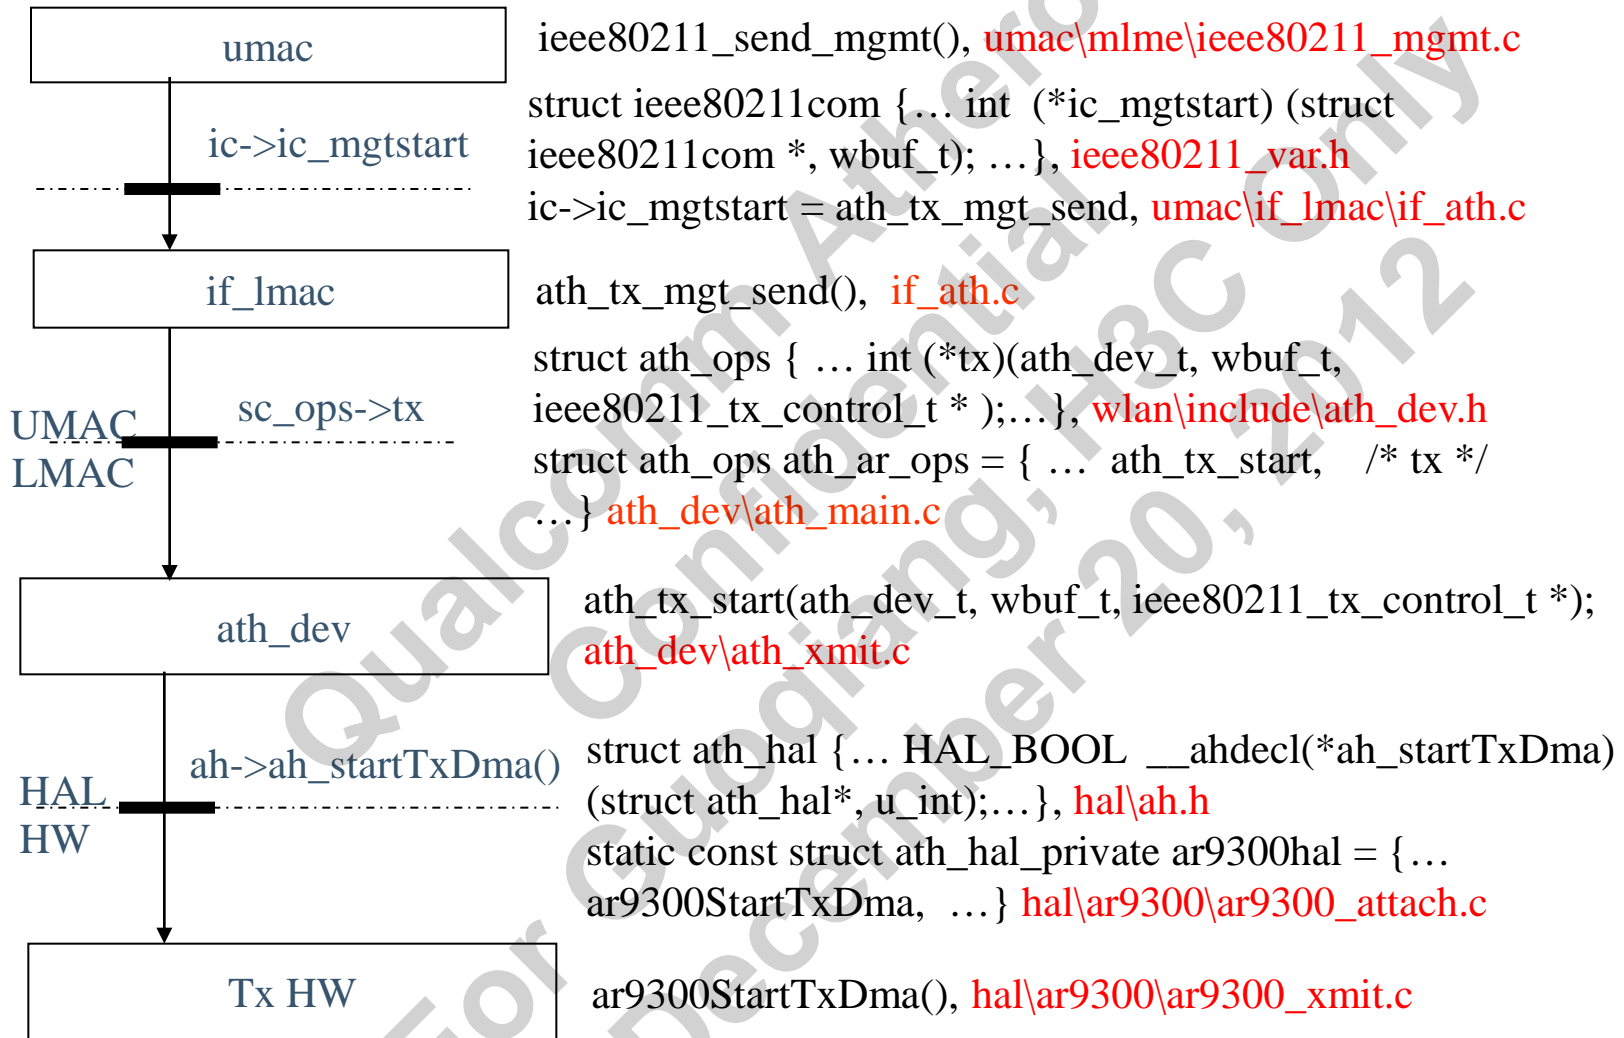 umac
ieee80211_send_mgmt(), umac\mlme\ieee80211_mgmt.c
ic->ic_mgtstart
struct ieee80211com {… int (*ic_mgtstart) (struct
ieee80211com *, wbuf_t); …}, ieee80211_var.h
ic->ic_mgtstart = ath_tx_mgt_send, umac\if_lmac\if_ath.c
if_lmac
ath_tx_mgt_send(), if_ath.c
sc_ops->tx
UMAC
LMAC
struct ath_ops { … int (*tx)(ath_dev_t, wbuf_t,
ieee80211_tx_control_t * );…}, wlan\include\ath_dev.h
struct ath_ops ath_ar_ops = { … ath_tx_start, /* tx */
…} ath_dev\ath_main.c
ath_dev
ath_tx_start(ath_dev_t, wbuf_t, ieee80211_tx_control_t *);
ath_dev\ath_xmit.c
ah->ah_startTxDma()
HAL
HW
struct ath_hal {… HAL_BOOL __ahdecl(*ah_startTxDma)
(struct ath_hal*, u_int);…}, hal\ah.h
static const struct ath_hal_private ar9300hal = {…
ar9300StartTxDma, …} hal\ar9300\ar9300_attach.c
Tx HW
ar9300StartTxDma(), hal\ar9300\ar9300_xmit.c
Qualcomm Athero
Confidential
For Guoqiang, H3C Only
December 20, 2012